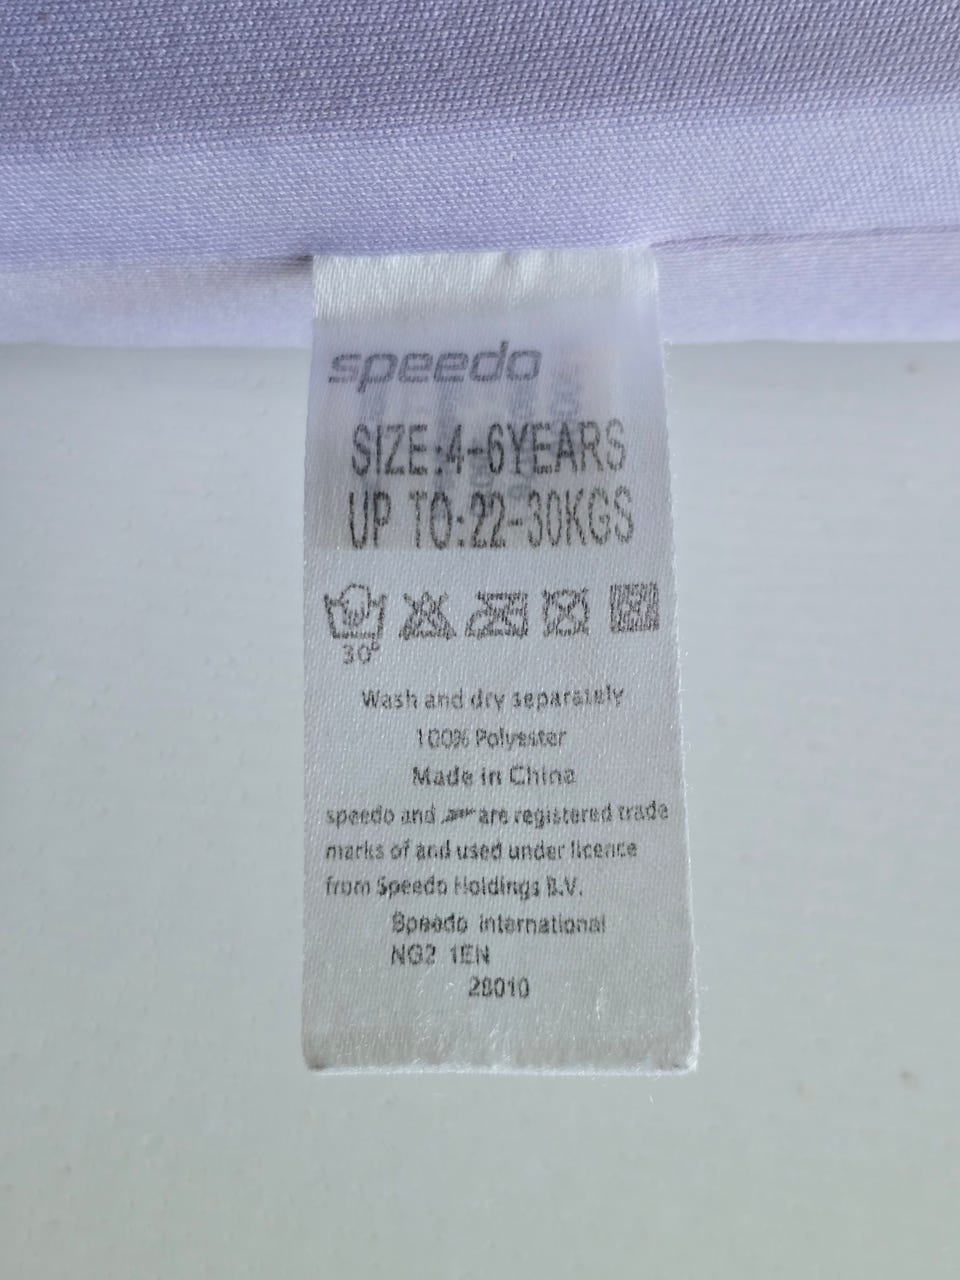 speedo
SIZE:4-6YEARS
UP TO:22-30KGS
30°
Wash and dry separately
100% Polyester
Made in China
speedo and are registered trade
marks of and used under licence
from Speedo Holdings B.V.
Speedo International
NG2 1EN
28010